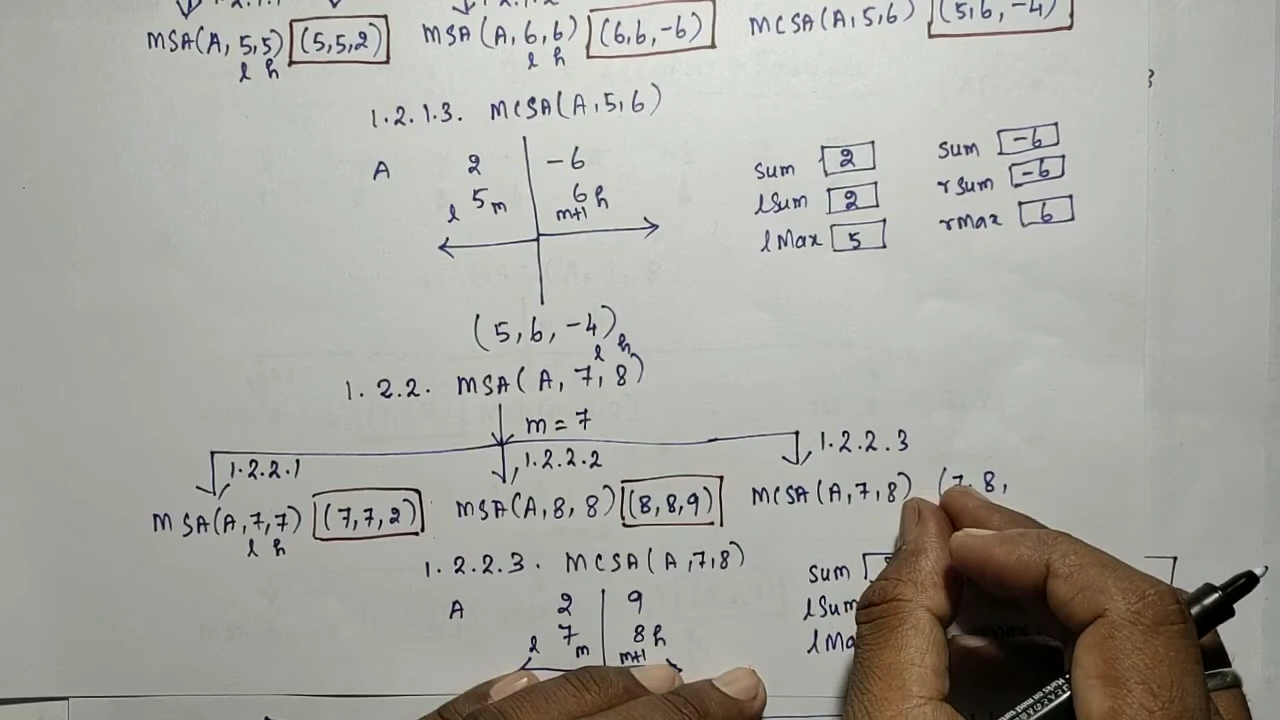 MSA(A, 5,5) (5,5,2) MSA(A,6,6) (6,6,-6) MCSA(A,5,6) (5,6,-4)
l h l h
1.2.1.3. MCSA(A,5,6)
A 2 -6
l 5 m 6 h
m+1
sum 2 sum -6
lSum 2 rSum -6
lMax 5 rMax 6
(5,6,-4)
l h
1.2.2. MSA(A, 7,8)
m = 7
1.2.2.1 1.2.2.2 1.2.2.3
MSA(A,7,7) (7,7,2) MSA(A,8,8) (8,8,9) MCSA(A,7,8) (7,8,
l h
1.2.2.3. MCSA(A,7,8)
A 2 9
l 7 m 8 h
m+1
sum
lSum